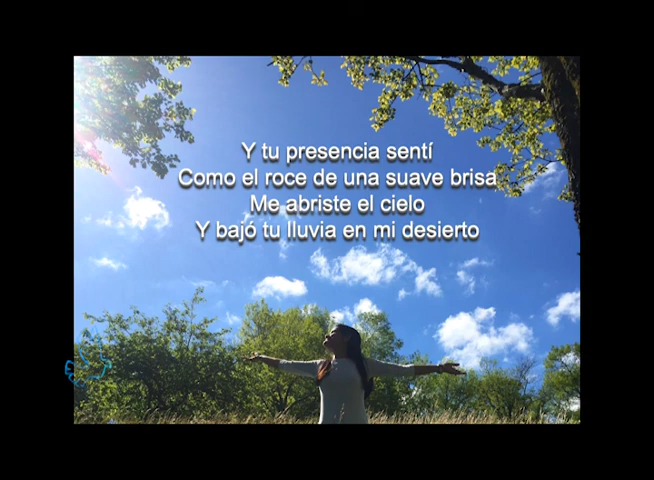 Y tu presencia sentí
Como el roce de una suave brisa
Me abriste el cielo
Y bajó tu lluvia en mi desierto